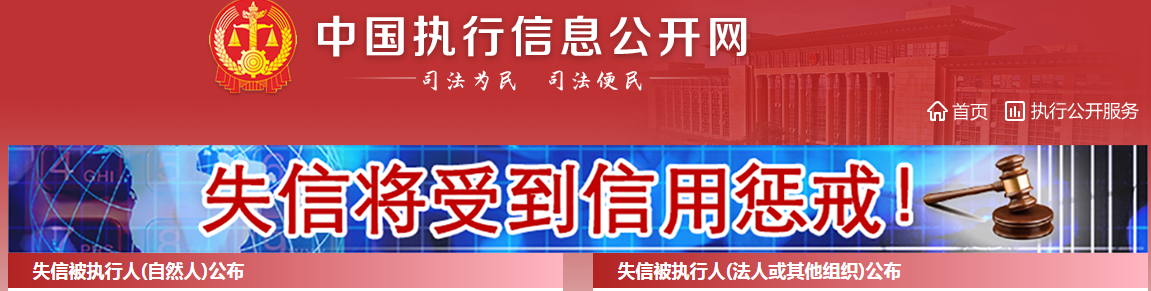 中国执行信息公开网
司法为民 司法便民
首页 执行公开服务
失信将受到信用惩戒！
失信被执行人(自然人)公布
失信被执行人(法人或其他组织)公布